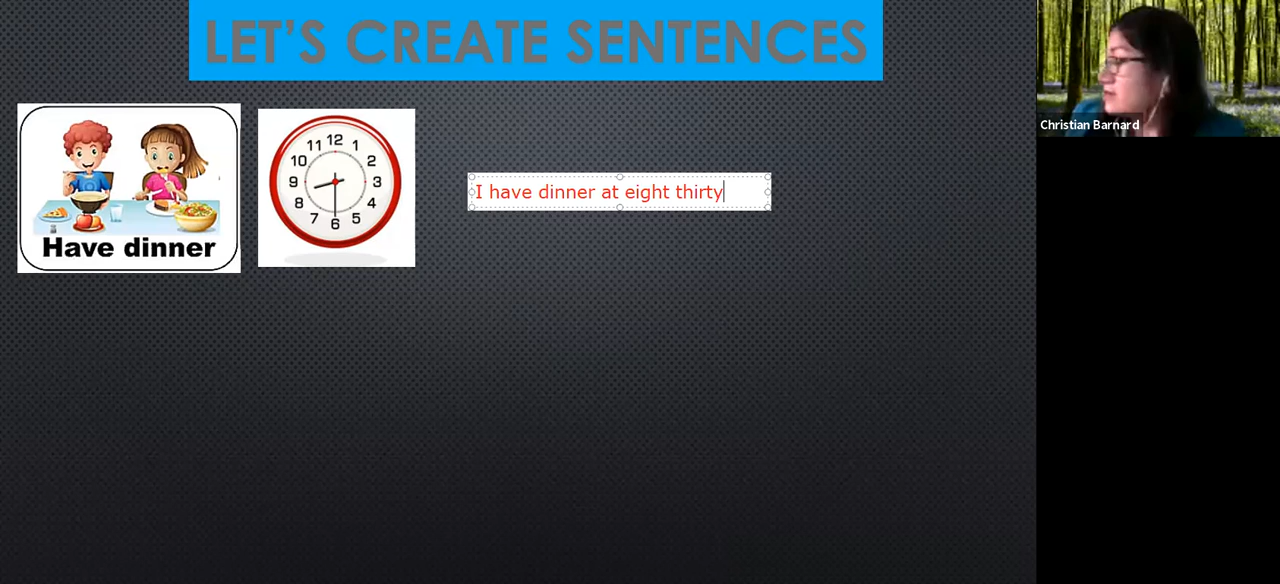 LET'S CREATE SENTENCES
Have dinner
12
11 1
10 2
9 3
8 4
7 5
6
I have dinner at eight thirty
Christian Barnard